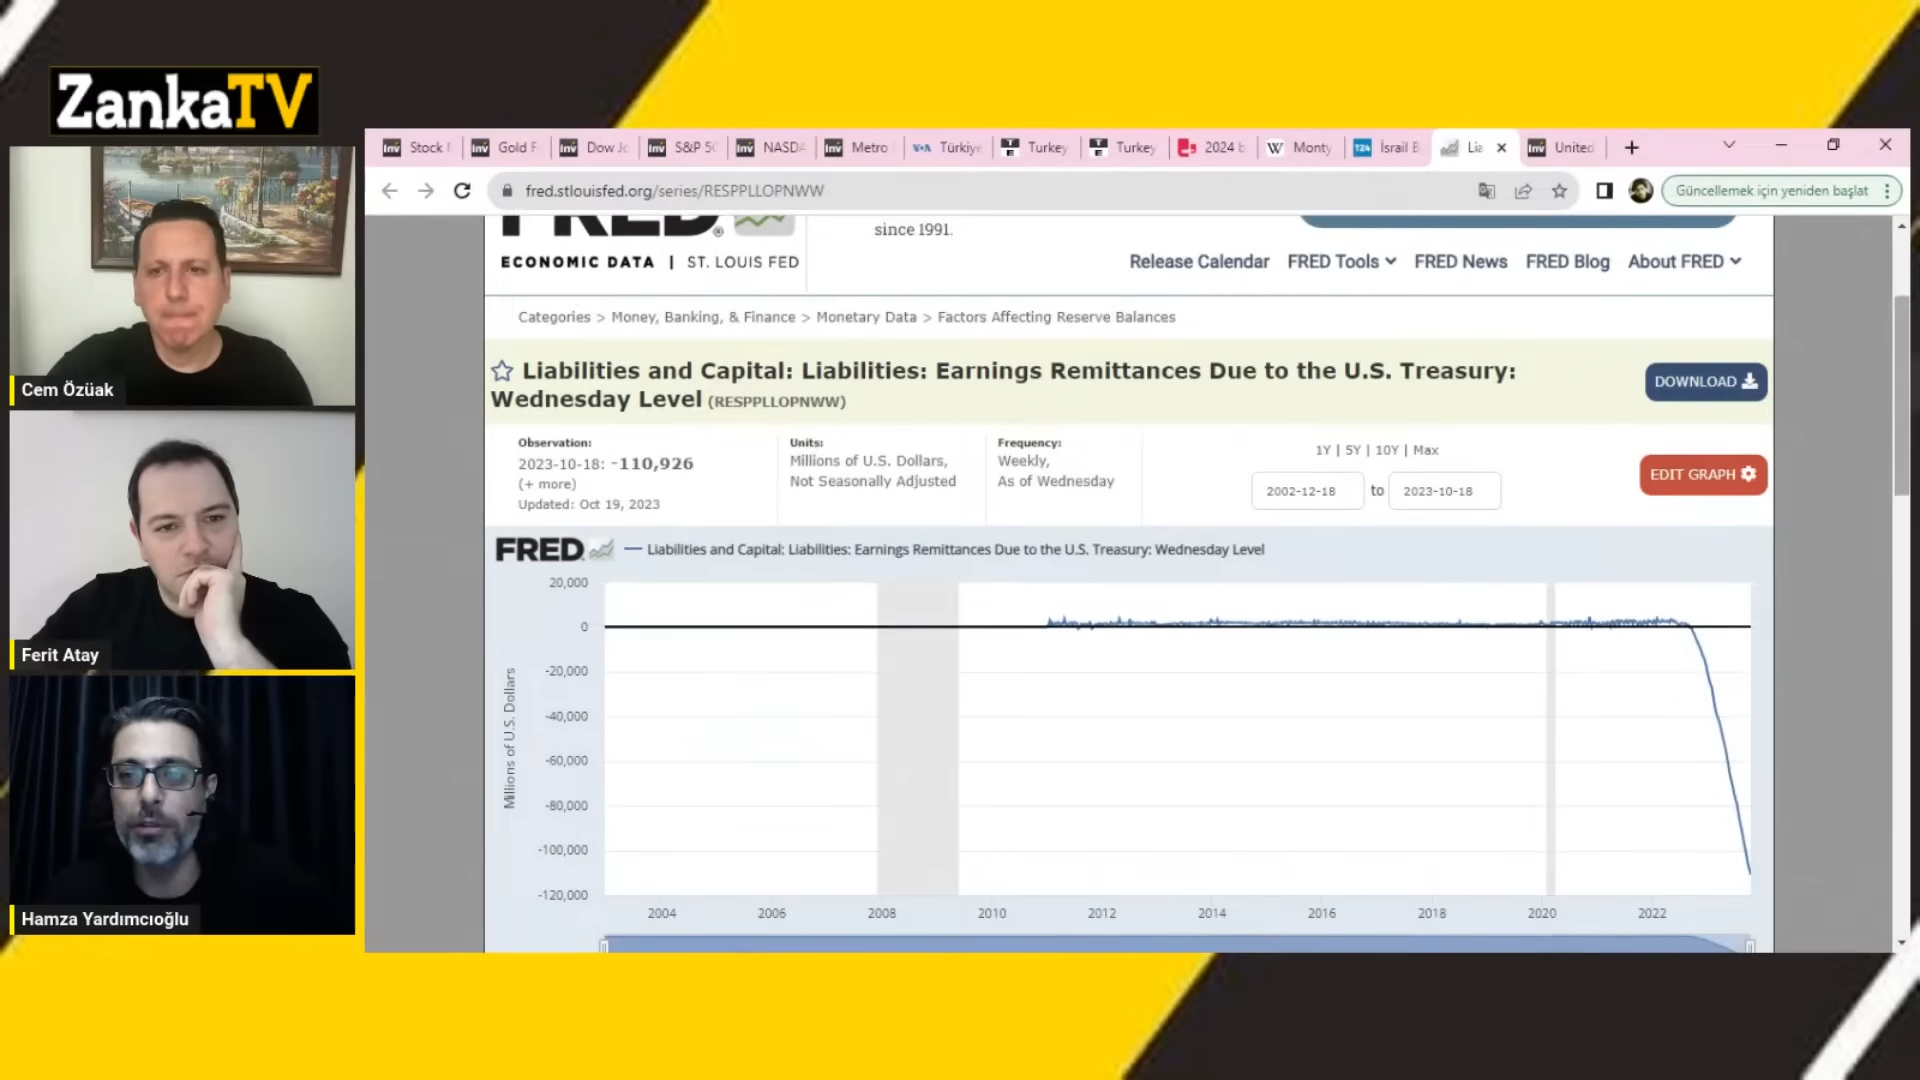 ZankaTV
Cem Özüak
Ferit Atay
Hamza Yardımcıoğlu
Stock Gold F Dow Jo S&P 50 NASDA Metro Türkiye Turkey Turkey 2024 b Monty İsrail B Lia United
fred.stlouisfed.org/series/RESPPLLOPNWW
Güncellemek için yeniden başlat
FRED
since 1991.
ECONOMIC DATA | ST. LOUIS FED
Release Calendar FRED Tools FRED News FRED Blog About FRED
Categories > Money, Banking, & Finance > Monetary Data > Factors Affecting Reserve Balances
Liabilities and Capital: Liabilities: Earnings Remittances Due to the U.S. Treasury:
Wednesday Level (RESPPLLOPNWW)
DOWNLOAD
Observation:
2023-10-18: -110,926
(+ more)
Updated: Oct 19, 2023
Units:
Millions of U.S. Dollars,
Not Seasonally Adjusted
Frequency:
Weekly,
As of Wednesday
1Y | 5Y | 10Y | Max
2002-12-18 to 2023-10-18
EDIT GRAPH
FRED Liabilities and Capital: Liabilities: Earnings Remittances Due to the U.S. Treasury: Wednesday Level
Millions of U.S. Dollars
20,000
0
-20,000
-40,000
-60,000
-80,000
-100,000
-120,000
2004 2006 2008 2010 2012 2014 2016 2018 2020 2022